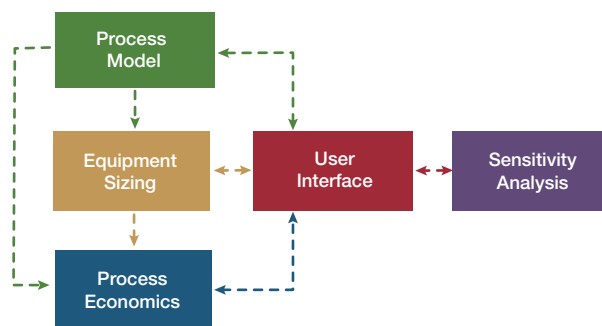 Process
Model
Equipment
Sizing
User
Interface
Sensitivity
Analysis
Process
Economics